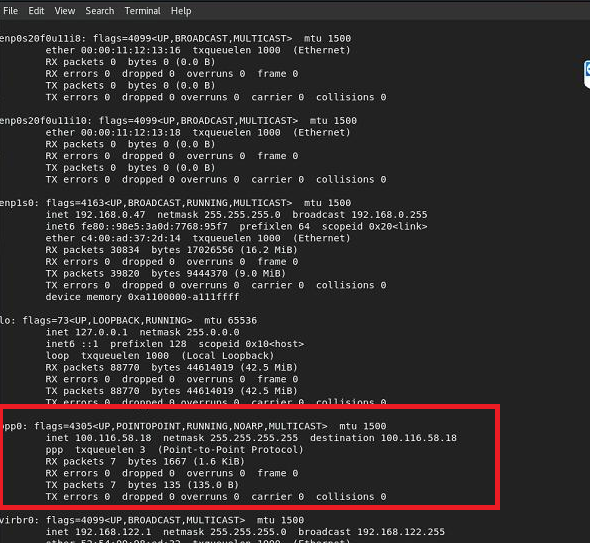 File Edit View Search Terminal Help
enp0s20f0u11i8: flags=4099<UP,BROADCAST,MULTICAST> mtu 1500
ether 00:00:11:12:13:16 txqueuelen 1000 (Ethernet)
RX packets 0 bytes 0 (0.0 B)
RX errors 0 dropped 0 overruns 0 frame 0
TX packets 0 bytes 0 (0.0 B)
TX errors 0 dropped 0 overruns 0 carrier 0 collisions 0
enp0s20f0u11i10: flags=4099<UP,BROADCAST,MULTICAST> mtu 1500
ether 00:00:11:12:13:18 txqueuelen 1000 (Ethernet)
RX packets 0 bytes 0 (0.0 B)
RX errors 0 dropped 0 overruns 0 frame 0
TX packets 0 bytes 0 (0.0 B)
TX errors 0 dropped 0 overruns 0 carrier 0 collisions 0
enp1s0: flags=4163<UP,BROADCAST,RUNNING,MULTICAST> mtu 1500
inet 192.168.0.47 netmask 255.255.255.0 broadcast 192.168.0.255
inet6 fe80::98e5:3a0d:7768:95f7 prefixlen 64 scopeid 0x20<link>
ether c4:00:ad:37:2d:14 txqueuelen 1000 (Ethernet)
RX packets 30834 bytes 17026556 (16.2 MiB)
RX errors 0 dropped 0 overruns 0 frame 0
TX packets 39820 bytes 9444370 (9.0 MiB)
TX errors 0 dropped 0 overruns 0 carrier 0 collisions 0
device memory 0xa1100000-a111ffff
lo: flags=73<UP,LOOPBACK,RUNNING> mtu 65536
inet 127.0.0.1 netmask 255.0.0.0
inet6 ::1 prefixlen 128 scopeid 0x10<host>
loop txqueuelen 1000 (Local Loopback)
RX packets 88770 bytes 44614019 (42.5 MiB)
RX errors 0 dropped 0 overruns 0 frame 0
TX packets 88770 bytes 44614019 (42.5 MiB)
TX errors 0 dropped 0 overruns 0 carrier 0 collisions 0
ppp0: flags=4305<UP,POINTOPOINT,RUNNING,NOARP,MULTICAST> mtu 1500
inet 100.116.58.18 netmask 255.255.255.255 destination 100.116.58.18
ppp txqueuelen 3 (Point-to-Point Protocol)
RX packets 7 bytes 1667 (1.6 KiB)
RX errors 0 dropped 0 overruns 0 frame 0
TX packets 7 bytes 135 (135.0 B)
TX errors 0 dropped 0 overruns 0 carrier 0 collisions 0
virbr0: flags=4099<UP,BROADCAST,MULTICAST> mtu 1500
inet 192.168.122.1 netmask 255.255.255.0 broadcast 192.168.122.255